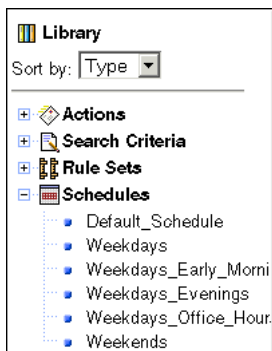 Library
Sort by: Type
Actions
Search Criteria
Rule Sets
Schedules
Default_Schedule
Weekdays
Weekdays_Early_Morni
Weekdays_Evenings
Weekdays_Office_Hour
Weekends